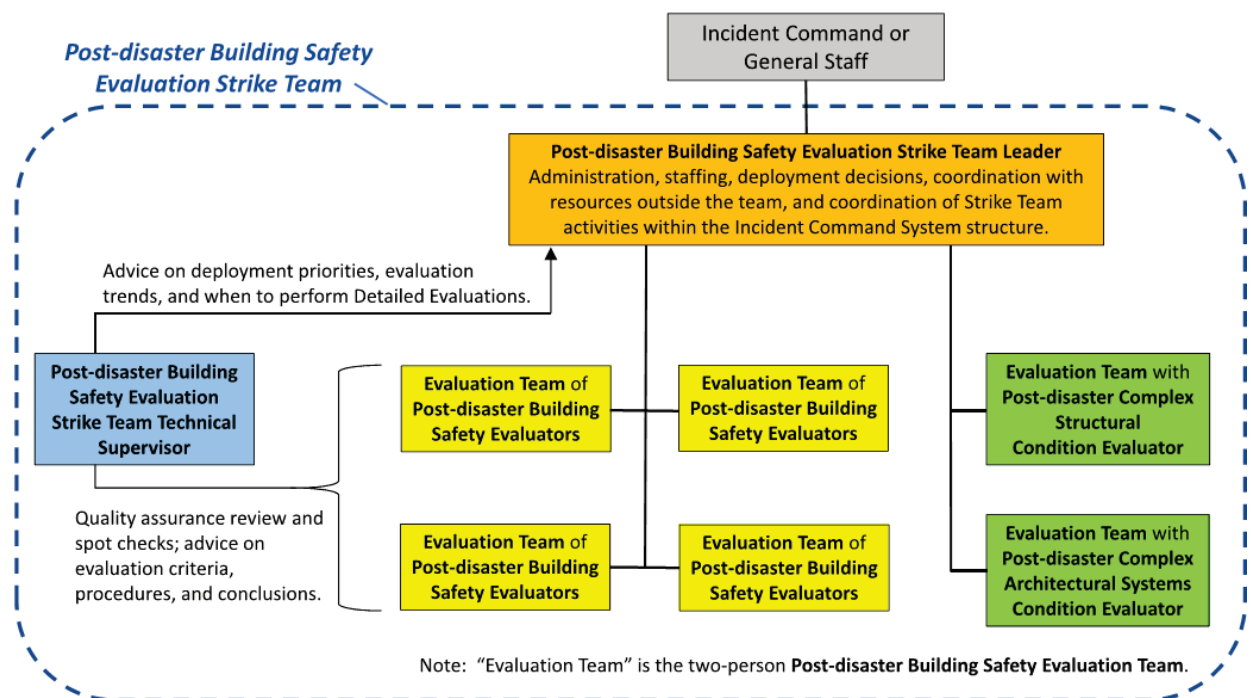 Post-disaster Building Safety
Evaluation Strike Team
Incident Command or
General Staff
Post-disaster Building Safety Evaluation Strike Team Leader
Administration, staffing, deployment decisions, coordination with
resources outside the team, and coordination of Strike Team
activities within the Incident Command System structure.
Advice on deployment priorities, evaluation
trends, and when to perform Detailed Evaluations.
Post-disaster Building
Safety Evaluation
Strike Team Technical
Supervisor
Quality assurance review and
spot checks; advice on
evaluation criteria,
procedures, and conclusions.
Evaluation Team of
Post-disaster Building
Safety Evaluators
Evaluation Team of
Post-disaster Building
Safety Evaluators
Evaluation Team with
Post-disaster Complex
Structural
Condition Evaluator
Evaluation Team of
Post-disaster Building
Safety Evaluators
Evaluation Team of
Post-disaster Building
Safety Evaluators
Evaluation Team with
Post-disaster Complex
Architectural Systems
Condition Evaluator
Note: “Evaluation Team” is the two-person Post-disaster Building Safety Evaluation Team.